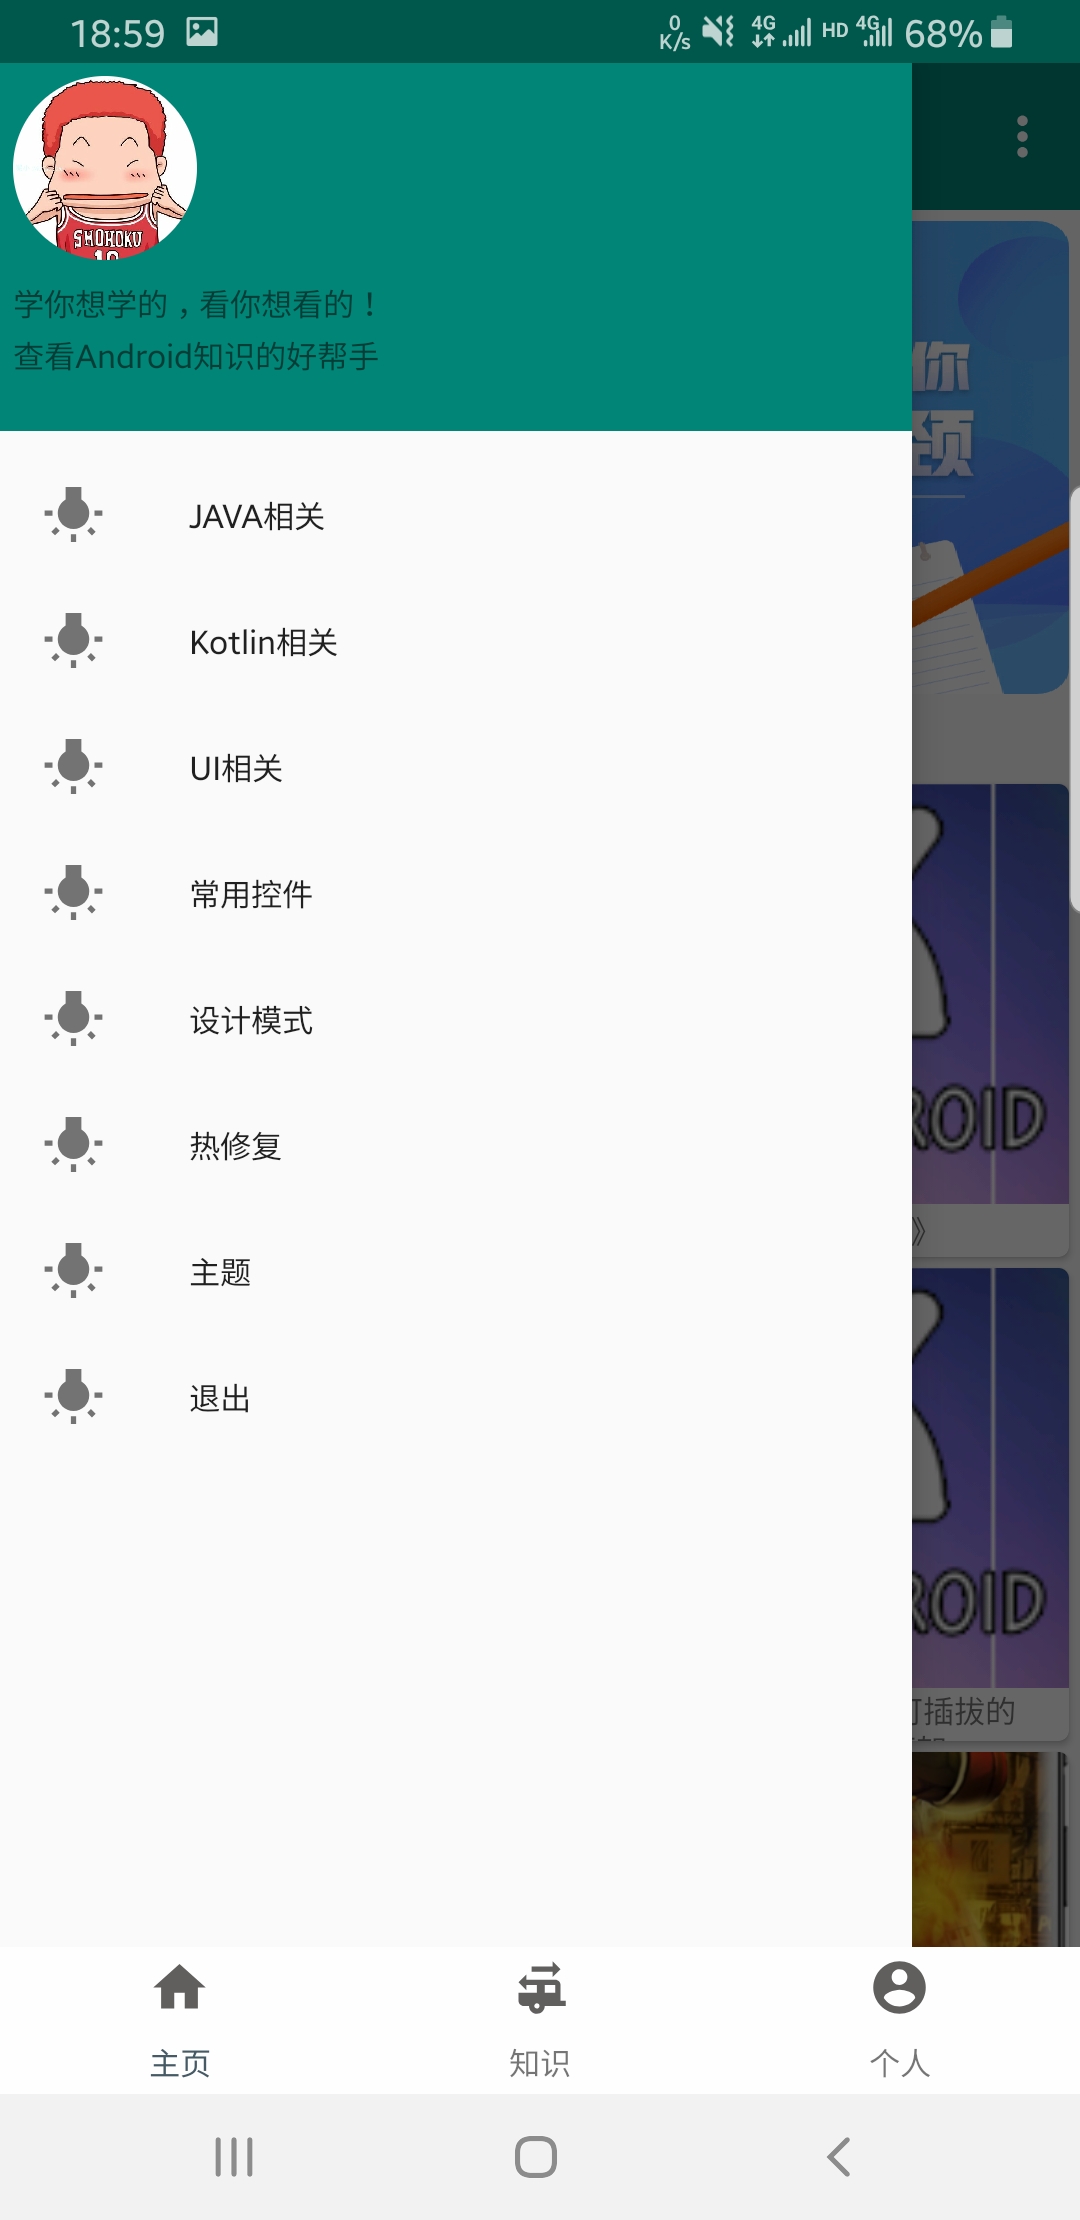 18:59
0
K/s
4G
HD
4G
68%
SHOHOKU
10
学你想学的，看你想看的！
查看Android知识的好帮手
你
颈
JAVA相关
Kotlin相关
UI相关
常用控件
设计模式
热修复
主题
退出
ROID
》
ROID
可插拔的
主页
知识
个人